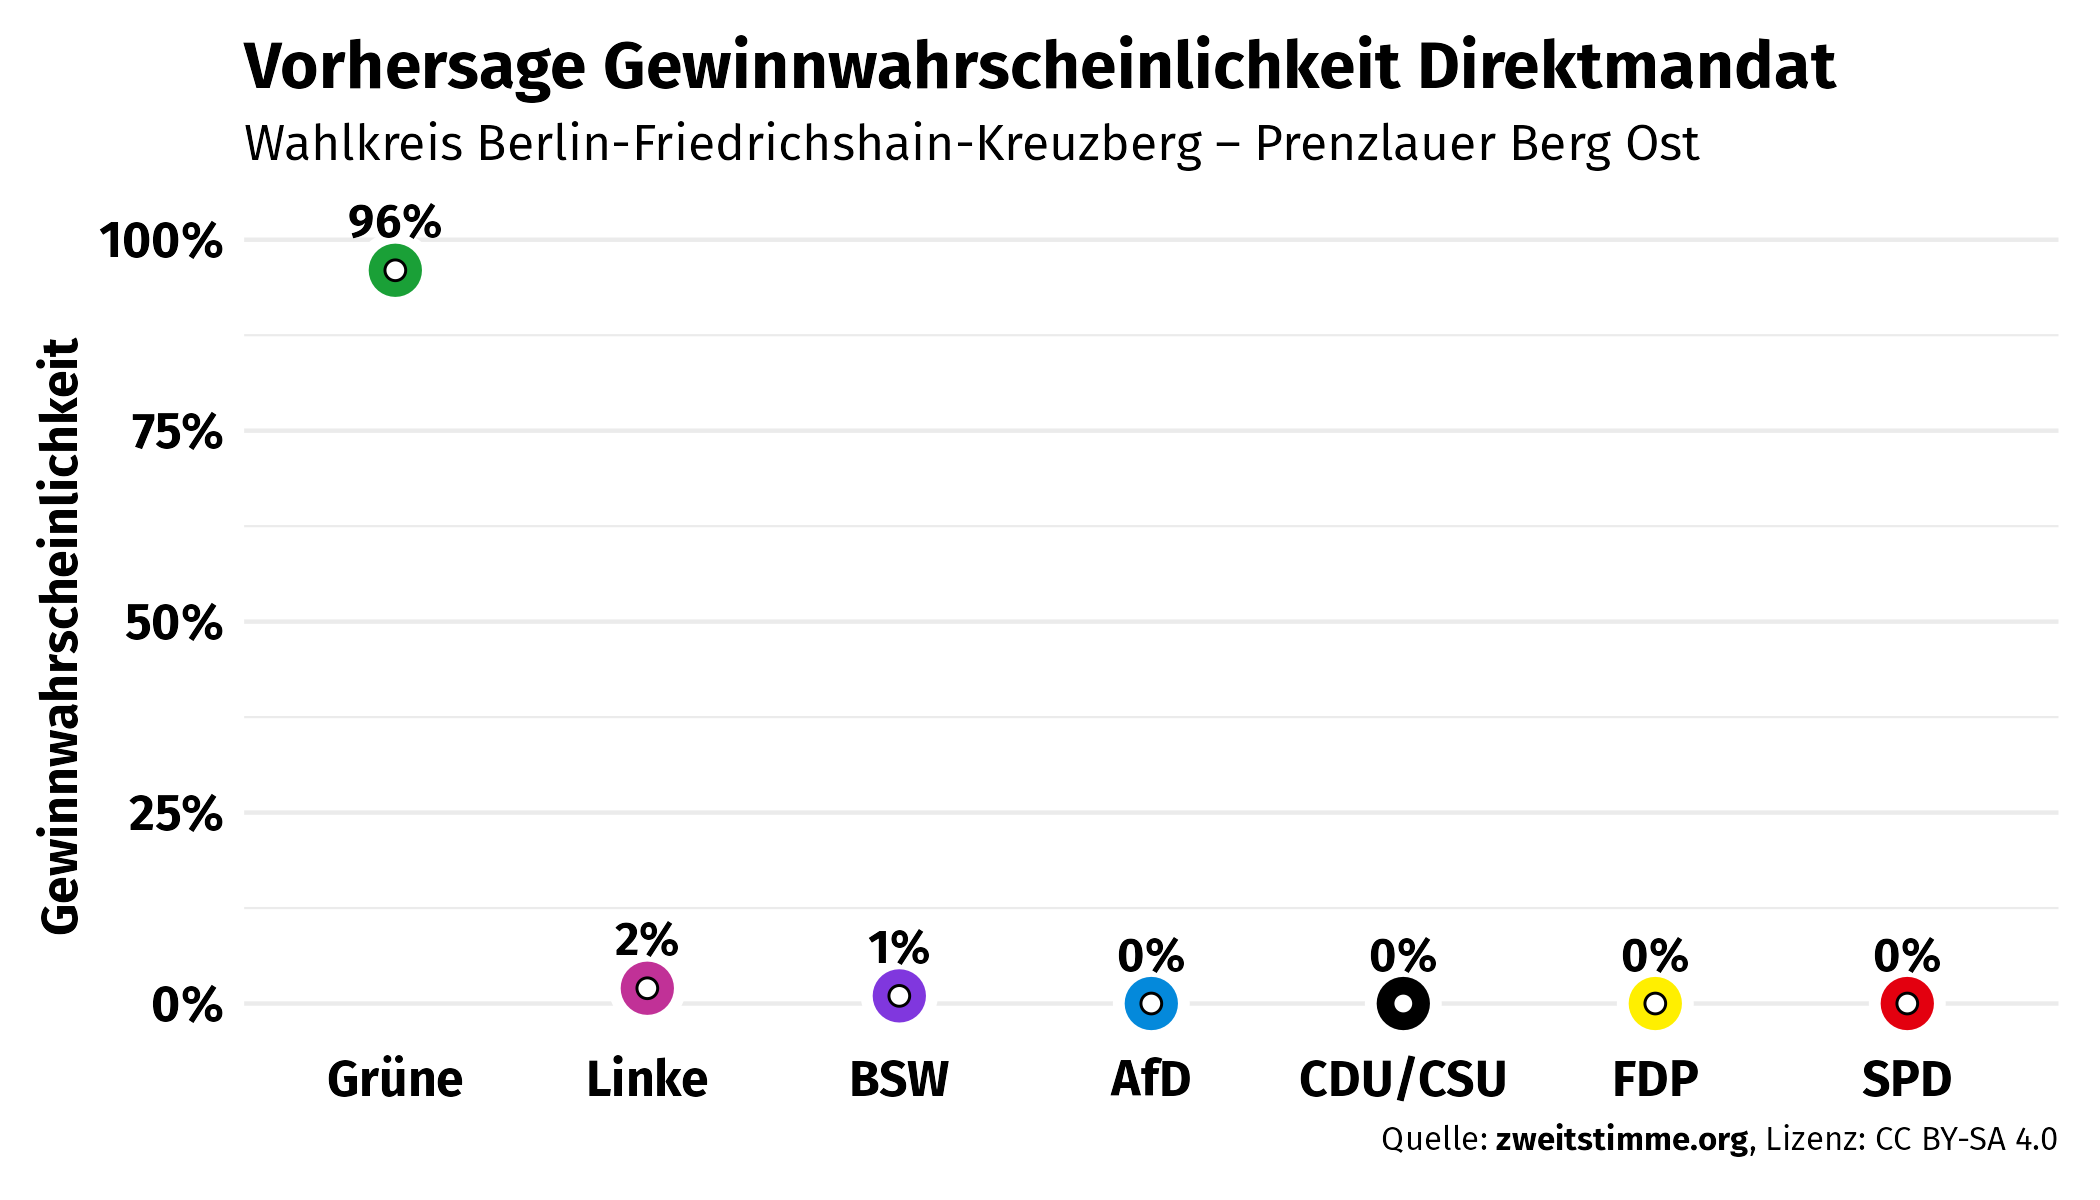 Vorhersage Gewinnwahrscheinlichkeit Direktmandat
Wahlkreis Berlin-Friedrichshain-Kreuzberg – Prenzlauer Berg Ost
Gewinnwahrscheinlichkeit
100%
75%
50%
25%
0%
96%
2%
1%
0%
0%
0%
0%
Grüne
Linke
BSW
AfD
CDU/CSU
FDP
SPD
Quelle: zweitstimme.org, Lizenz: CC BY-SA 4.0